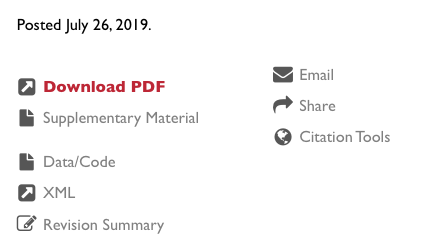 Posted July 26, 2019.
Download PDF
Supplementary Material
Data/Code
XML
Revision Summary
Email
Share
Citation Tools